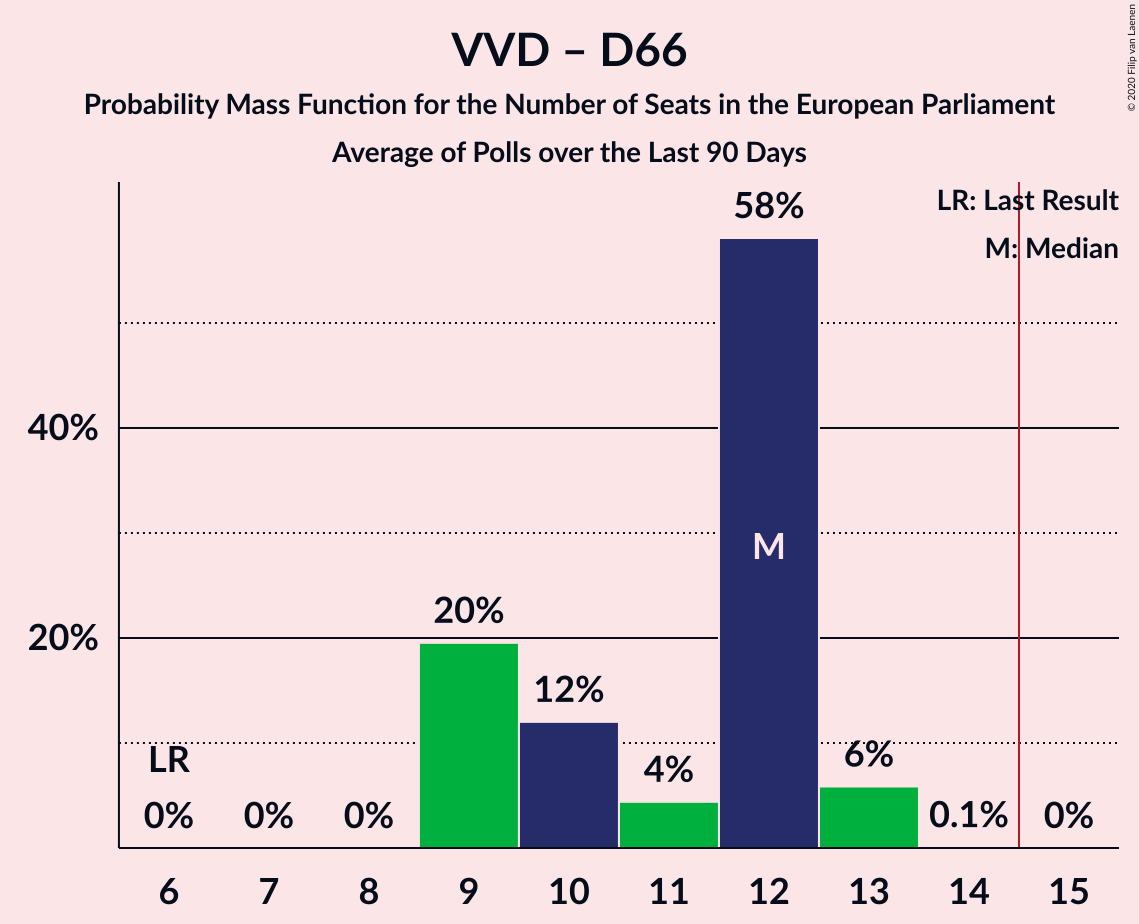 VVD – D66
Probability Mass Function for the Number of Seats in the European Parliament
Average of Polls over the Last 90 Days
© 2020 Filip van Laenen
LR: Last Result
M: Median
58%
40%
M
20%
20%
12%
LR
4%
6%
0%
0%
0%
0.1%
0%
6 7 8 9 10 11 12 13 14 15